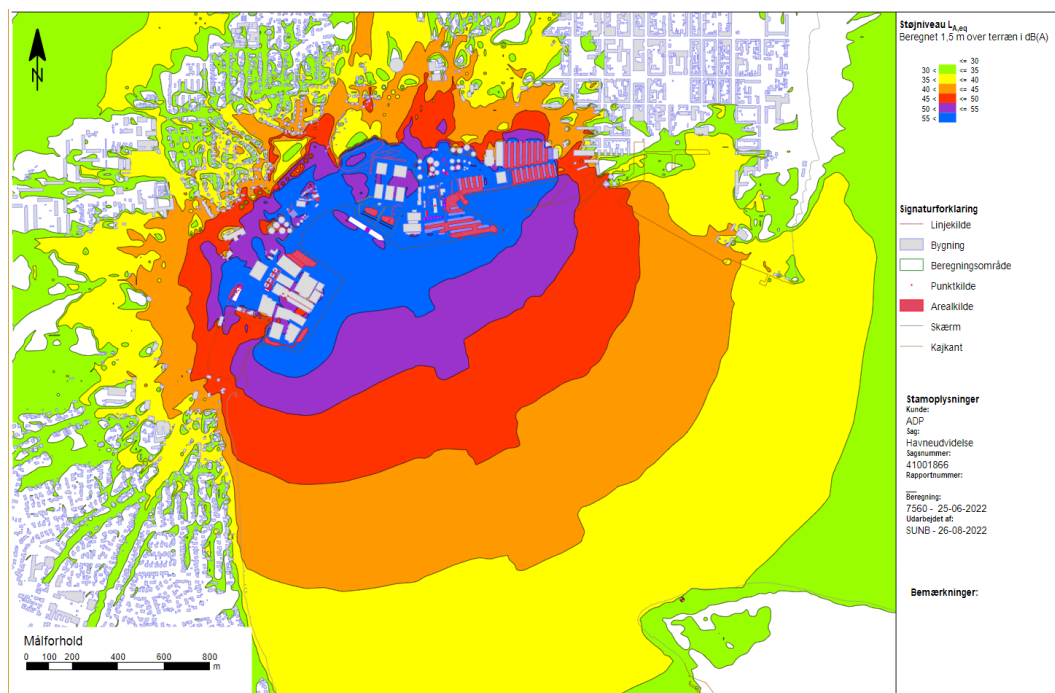 N
Støjniveau LA,eq
Beregnet 1,5 m over terræn i dB(A)
<= 30
30 < <= 35
35 < <= 40
40 < <= 45
45 < <= 50
50 < <= 55
55 <
Signaturforklaring
Linjekilde
Bygning
Beregningsområde
Punktkilde
Arealkilde
Skærm
Kajkant
Stamoplysninger
Kunde:
ADP
Sag:
Havneudvidelse
Sagsnummer:
41001866
Rapportnummer:
__
Beregning:
7560 - 25-06-2022
Udarbejdet af:
SUNB - 26-08-2022
Bemærkninger:
Målforhold
0 100 200 400 600 800
m